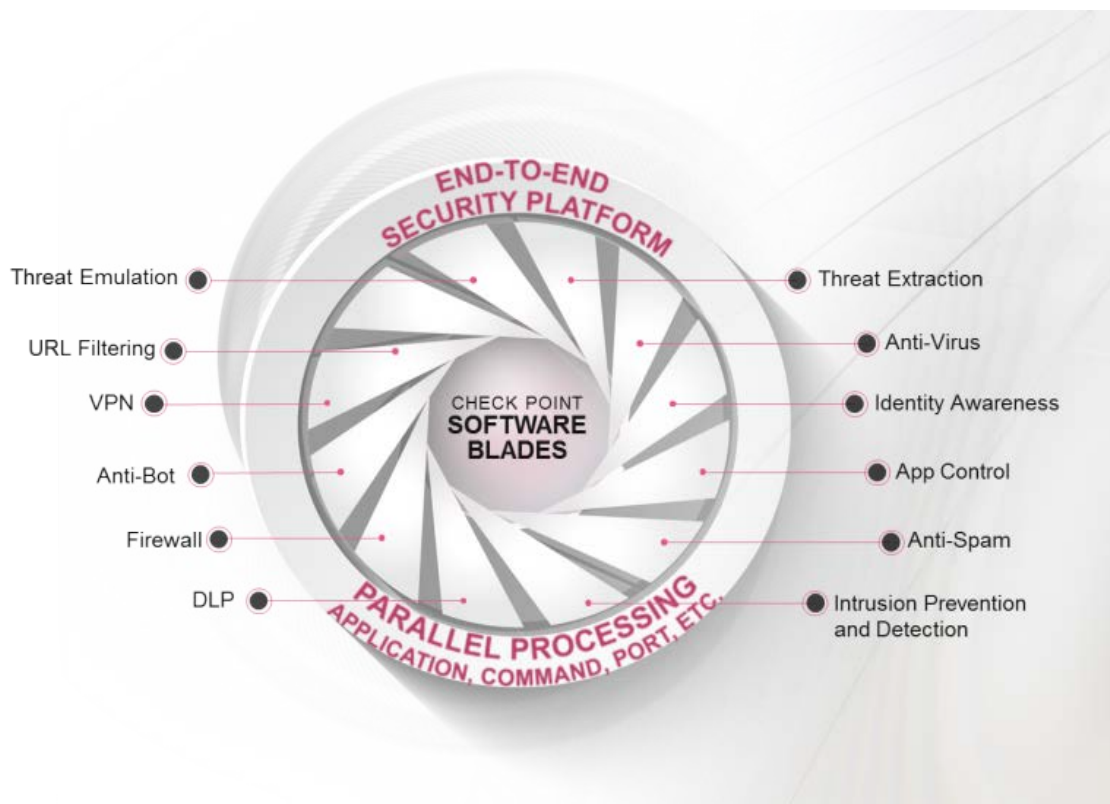 END-TO-END
SECURITY PLATFORM
Threat Emulation
URL Filtering
VPN
Anti-Bot
Firewall
DLP
CHECK POINT
SOFTWARE
BLADES
Threat Extraction
Anti-Virus
Identity Awareness
App Control
Anti-Spam
Intrusion Prevention
and Detection
PARALLEL PROCESSING
APPLICATION, COMMAND, PORT, ETC.